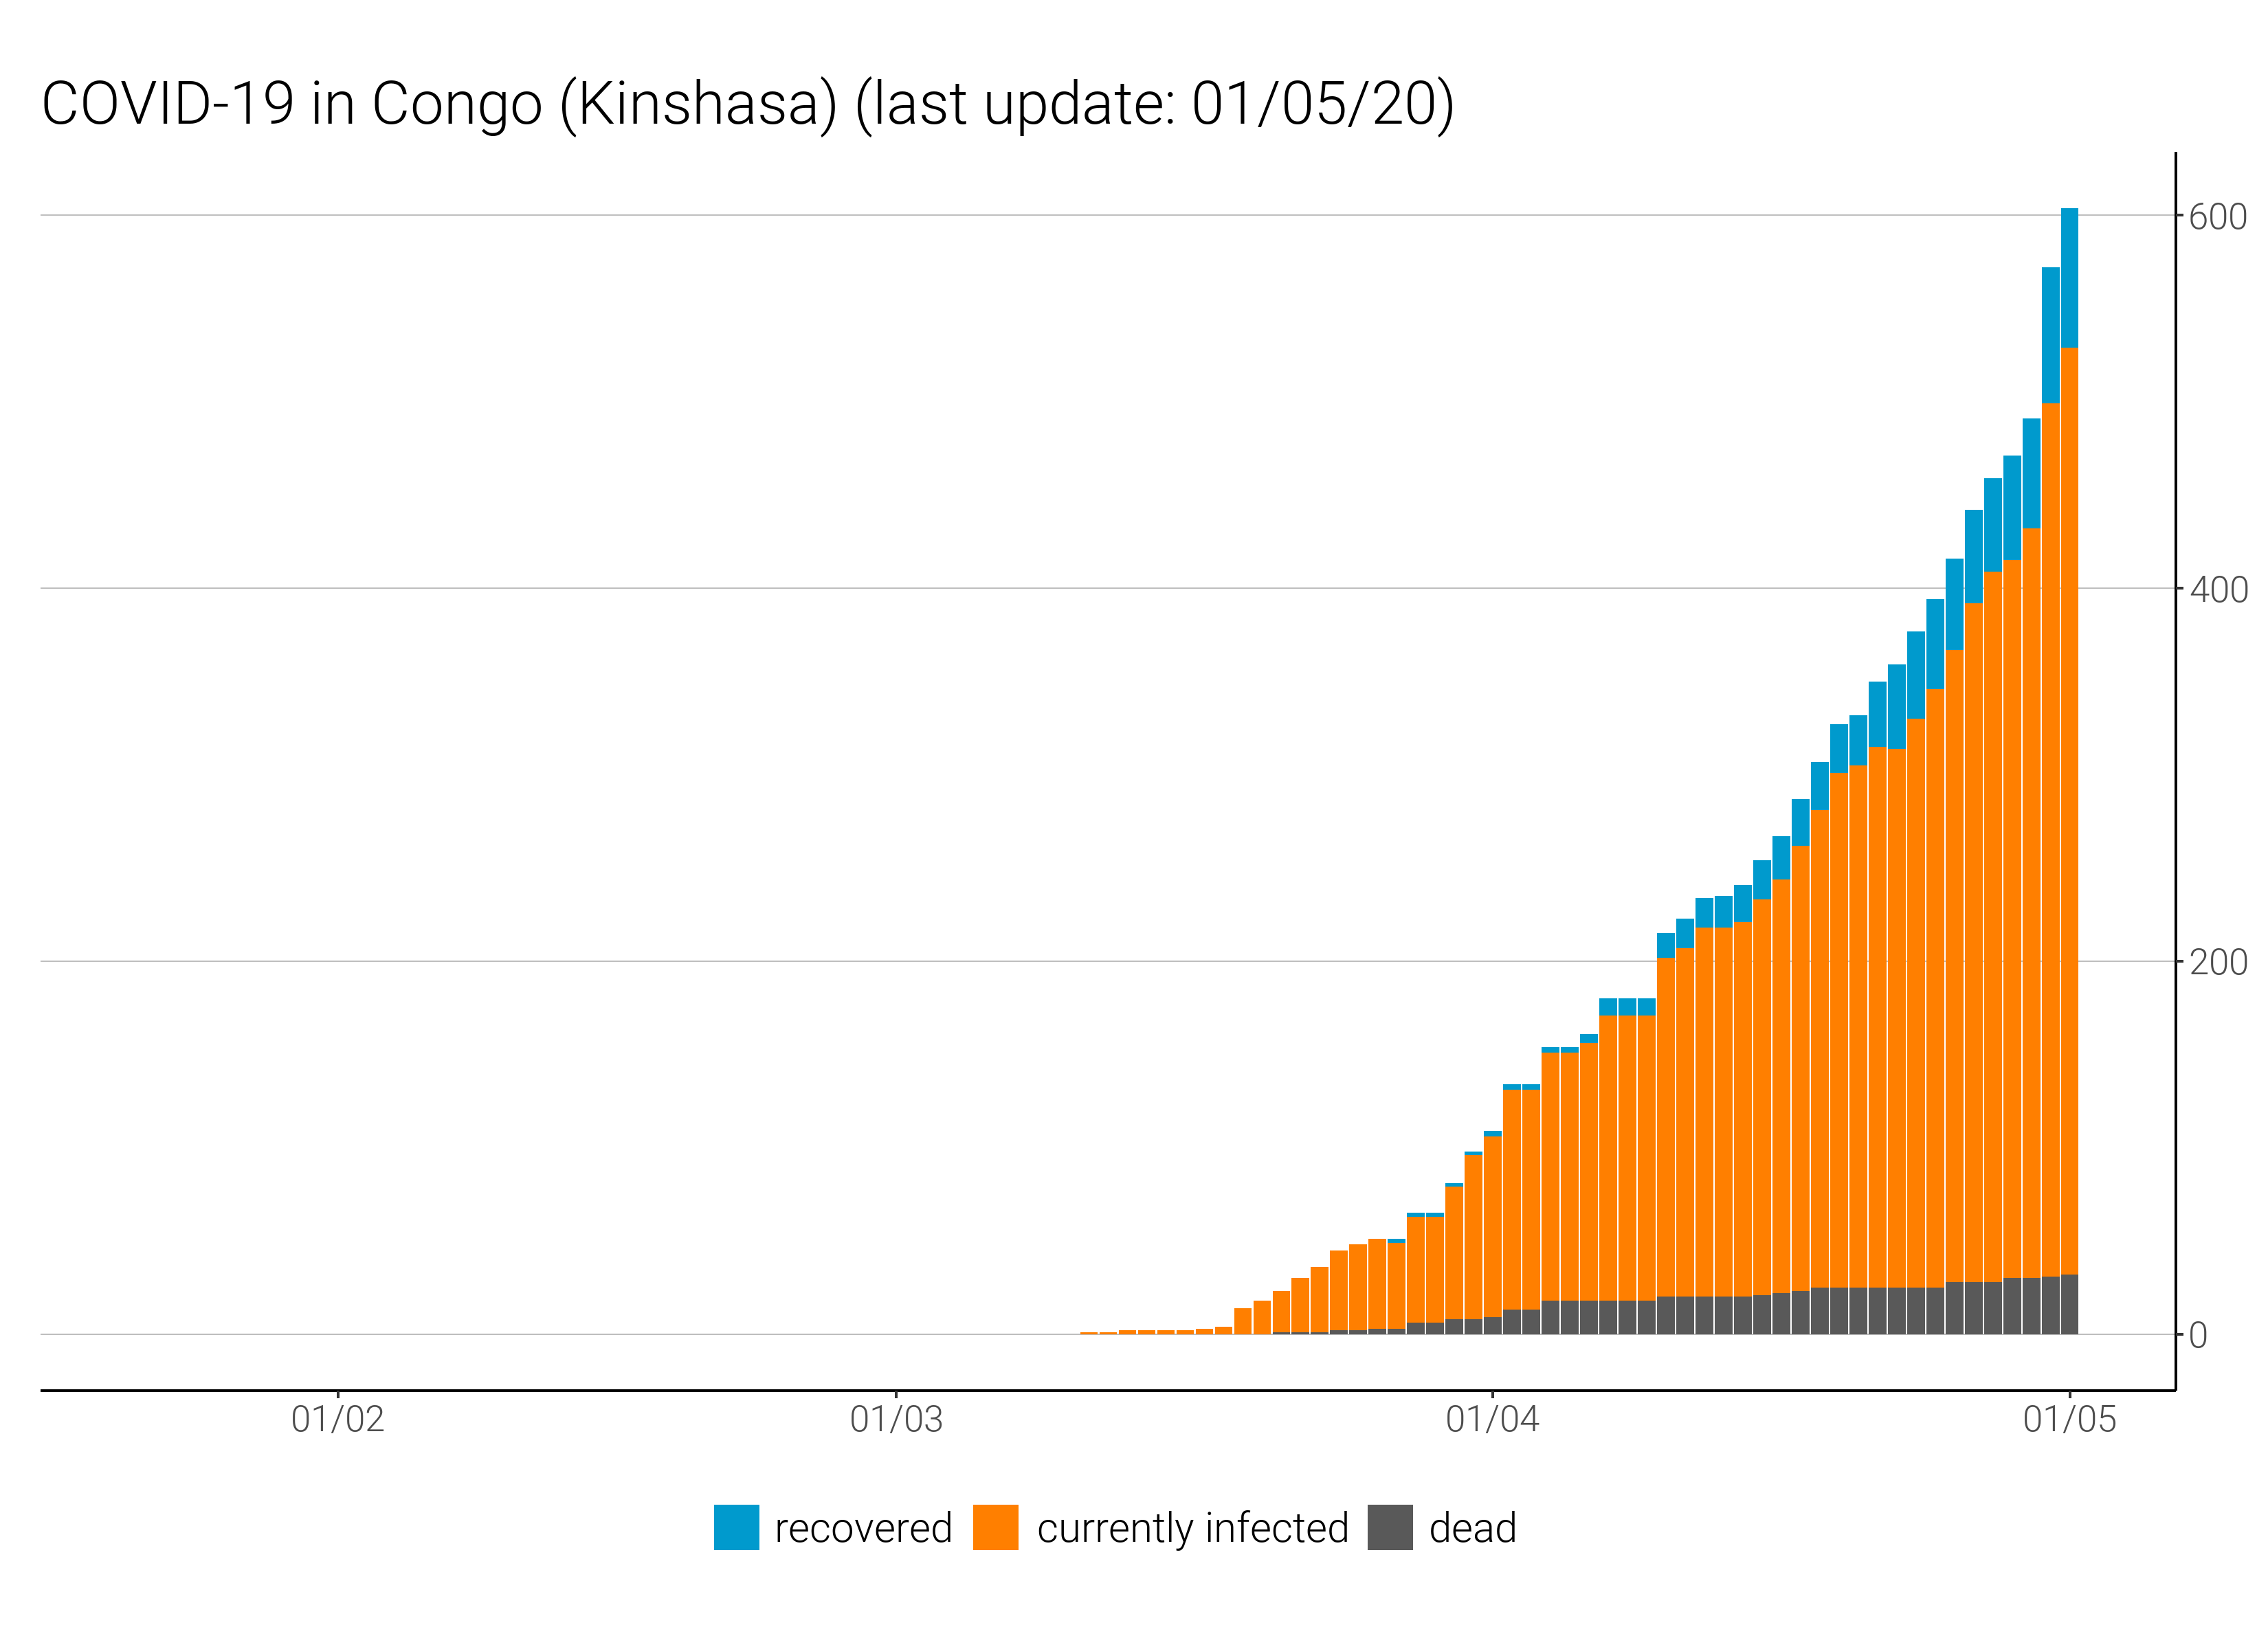 COVID-19 in Congo (Kinshasa) (last update: 01/05/20)
600
400
200
0
01/02 01/03 01/04 01/05
recovered currently infected dead